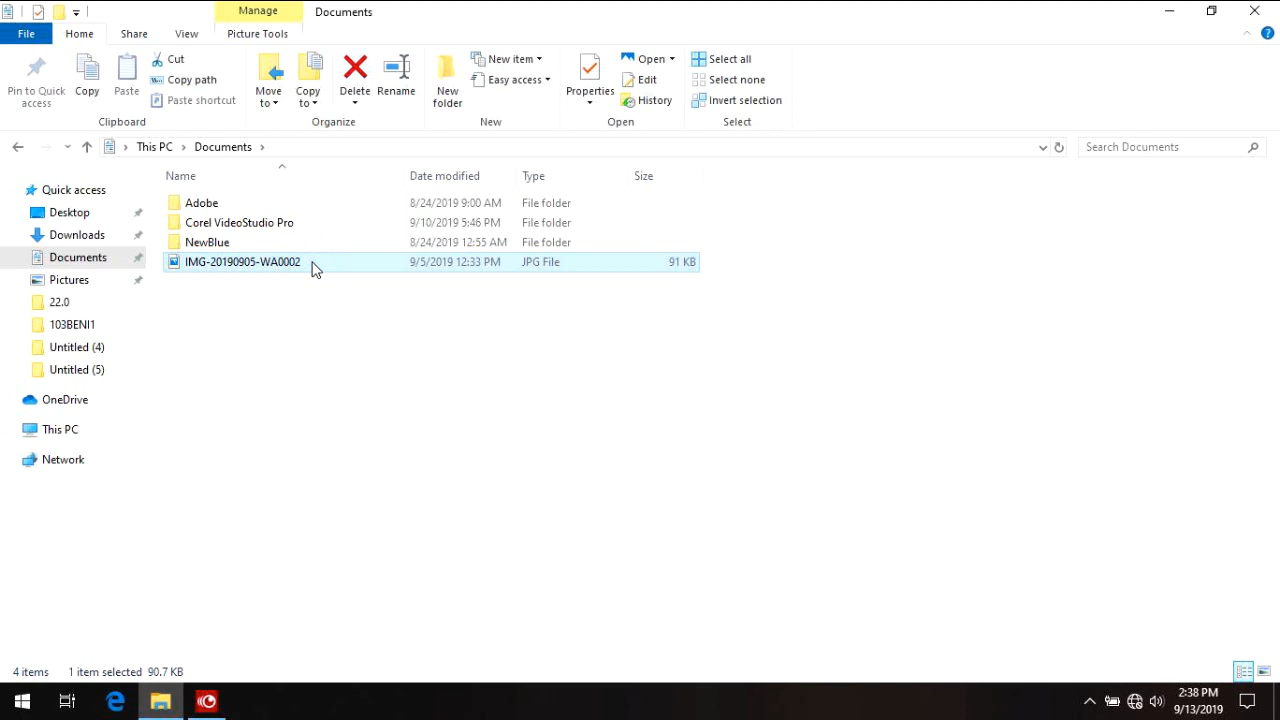 Manage
Documents
File
Home
Share
View
Picture Tools
Pin to Quick access
Copy
Paste
Cut
Copy path
Paste shortcut
Clipboard
Move to
Copy to
Delete
Rename
Organize
New folder
New item
Easy access
New
Properties
Open
Edit
History
Open
Select all
Select none
Invert selection
Select
This PC > Documents >
Search Documents
Name
Date modified
Type
Size
Quick access
Desktop
Downloads
Documents
Pictures
22.0
103BENI1
Untitled (4)
Untitled (5)
OneDrive
This PC
Network
Adobe 8/24/2019 9:00 AM File folder
Corel VideoStudio Pro 9/10/2019 5:46 PM File folder
NewBlue 8/24/2019 12:55 AM File folder
IMG-20190905-WA0002 9/5/2019 12:33 PM JPG File 91 KB
4 items 1 item selected 90.7 KB
2:38 PM
9/13/2019